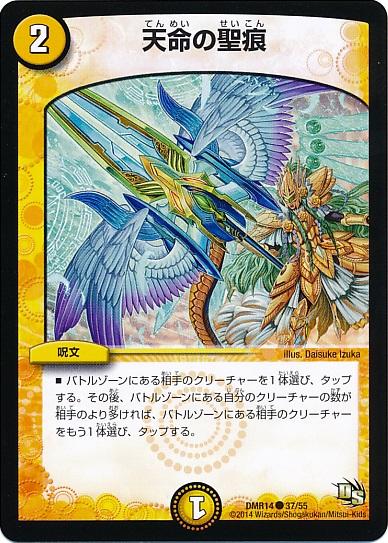 2
てんめい せいこん
天命の聖痕
呪文
illus. Daisuke Izuka
■ バトルゾーンにある相手のクリーチャーを1体選び、タップ
する。その後、バトルゾーンにある自分のクリーチャーの数が
相手のより多ければ、バトルゾーンにある相手のクリーチャー
をもう1体選び、タップする。
1
DMR14 ● 37/55
©2014 Wizards/Shogakukan/Mitsui-Kids
DS